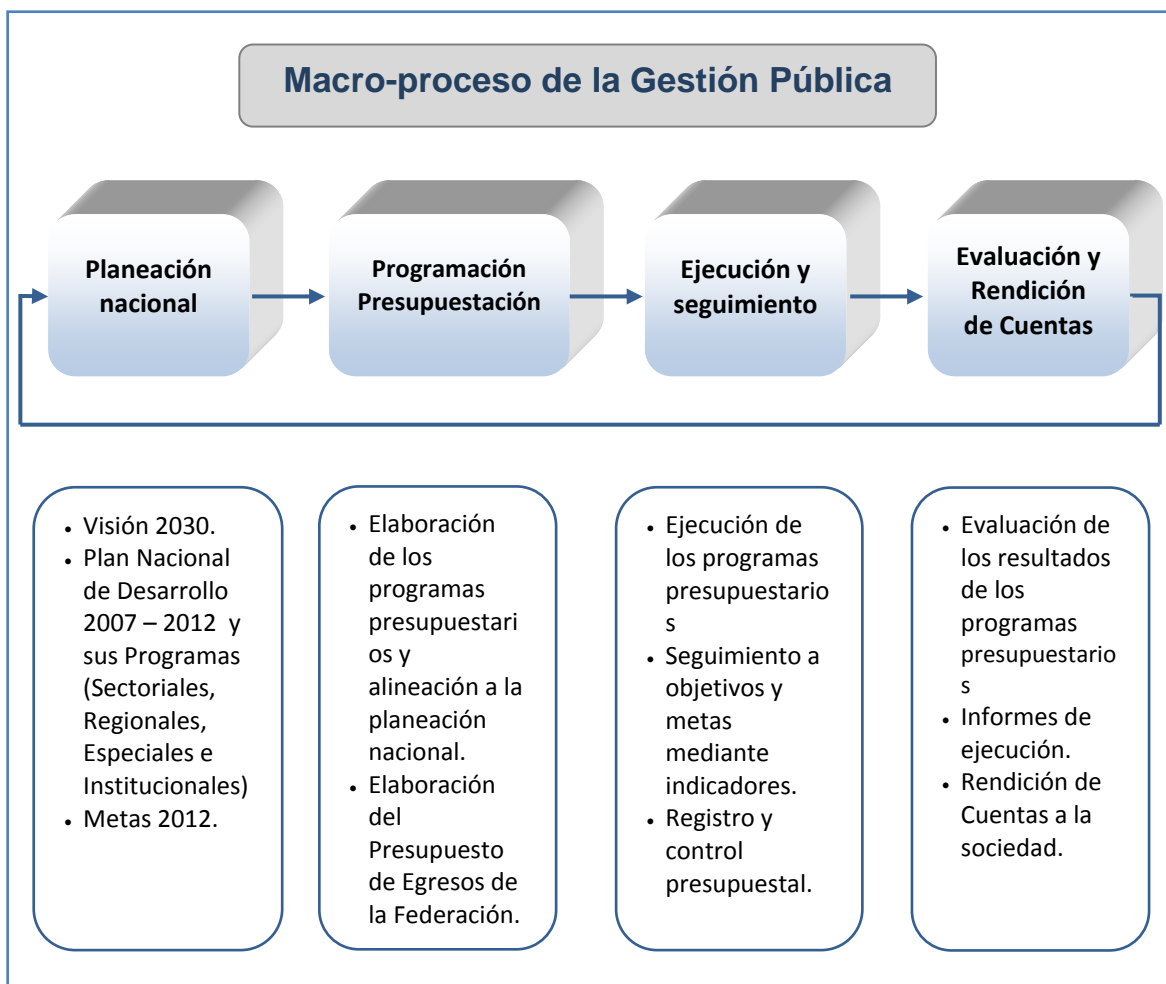 Macro-proceso de la Gestión Pública
Planeación
nacional
Programación
Presupuestación
Ejecución y
seguimiento
Evaluación y
Rendición
de Cuentas
• Visión 2030.
• Plan Nacional
de Desarrollo
2007 – 2012 y
sus Programas
(Sectoriales,
Regionales,
Especiales e
Institucionales)
• Metas 2012.
• Elaboración
de los
programas
presupuestari
os y
alineación a la
planeación
nacional.
• Elaboración
del
Presupuesto
de Egresos de
la Federación.
• Ejecución de
los programas
presupuestario
s
• Seguimiento a
objetivos y
metas
mediante
indicadores.
• Registro y
control
presupuestal.
• Evaluación de
los resultados
de los
programas
presupuestario
s
• Informes de
ejecución.
• Rendición de
Cuentas a la
sociedad.